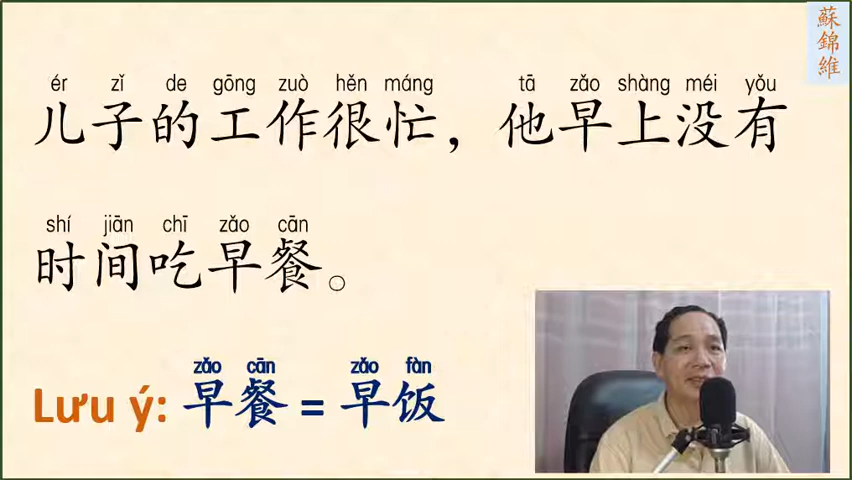 蘇錦維
ér zǐ de gōng zuò hěn máng tā zǎo shàng méi yǒu
儿子的工作很忙，他早上没有
shí jiān chī zǎo cān
时间吃早餐。
zǎo cān zǎo fàn
Lưu ý: 早餐 = 早饭